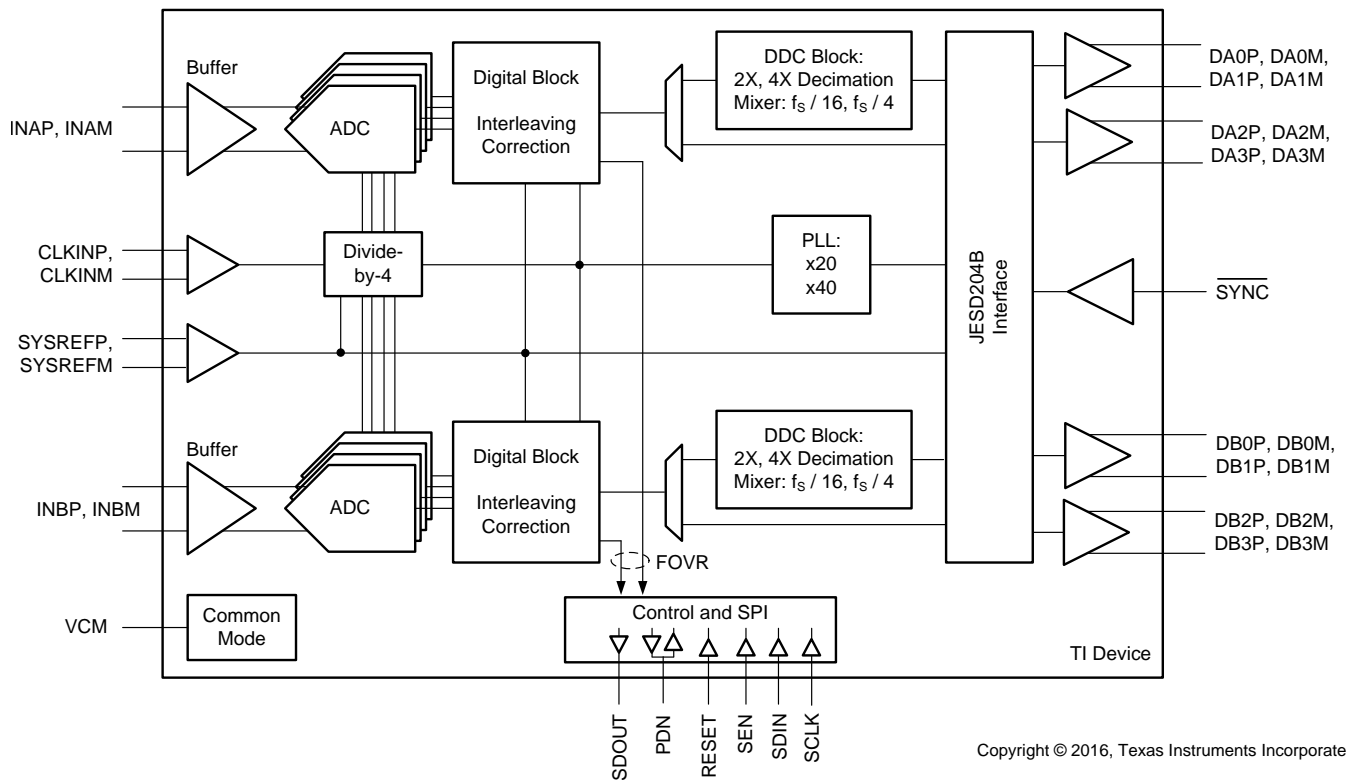 Buffer
INAP, INAM
ADC
Digital Block
Interleaving
Correction
DDC Block:
2X, 4X Decimation
Mixer: fS / 16, fS / 4
DA0P, DA0M,
DA1P, DA1M
DA2P, DA2M,
DA3P, DA3M
CLKINP,
CLKINM
Divide-
by-4
PLL:
x20
x40
JESD204B
Interface
SYNC
SYSREFP,
SYSREFM
Buffer
INBP, INBM
ADC
Digital Block
Interleaving
Correction
DDC Block:
2X, 4X Decimation
Mixer: fS / 16, fS / 4
DB0P, DB0M,
DB1P, DB1M
DB2P, DB2M,
DB3P, DB3M
FOVR
VCM
Common
Mode
Control and SPI
TI Device
SDOUT
PDN
RESET
SEN
SDIN
SCLK
Copyright © 2016, Texas Instruments Incorporate